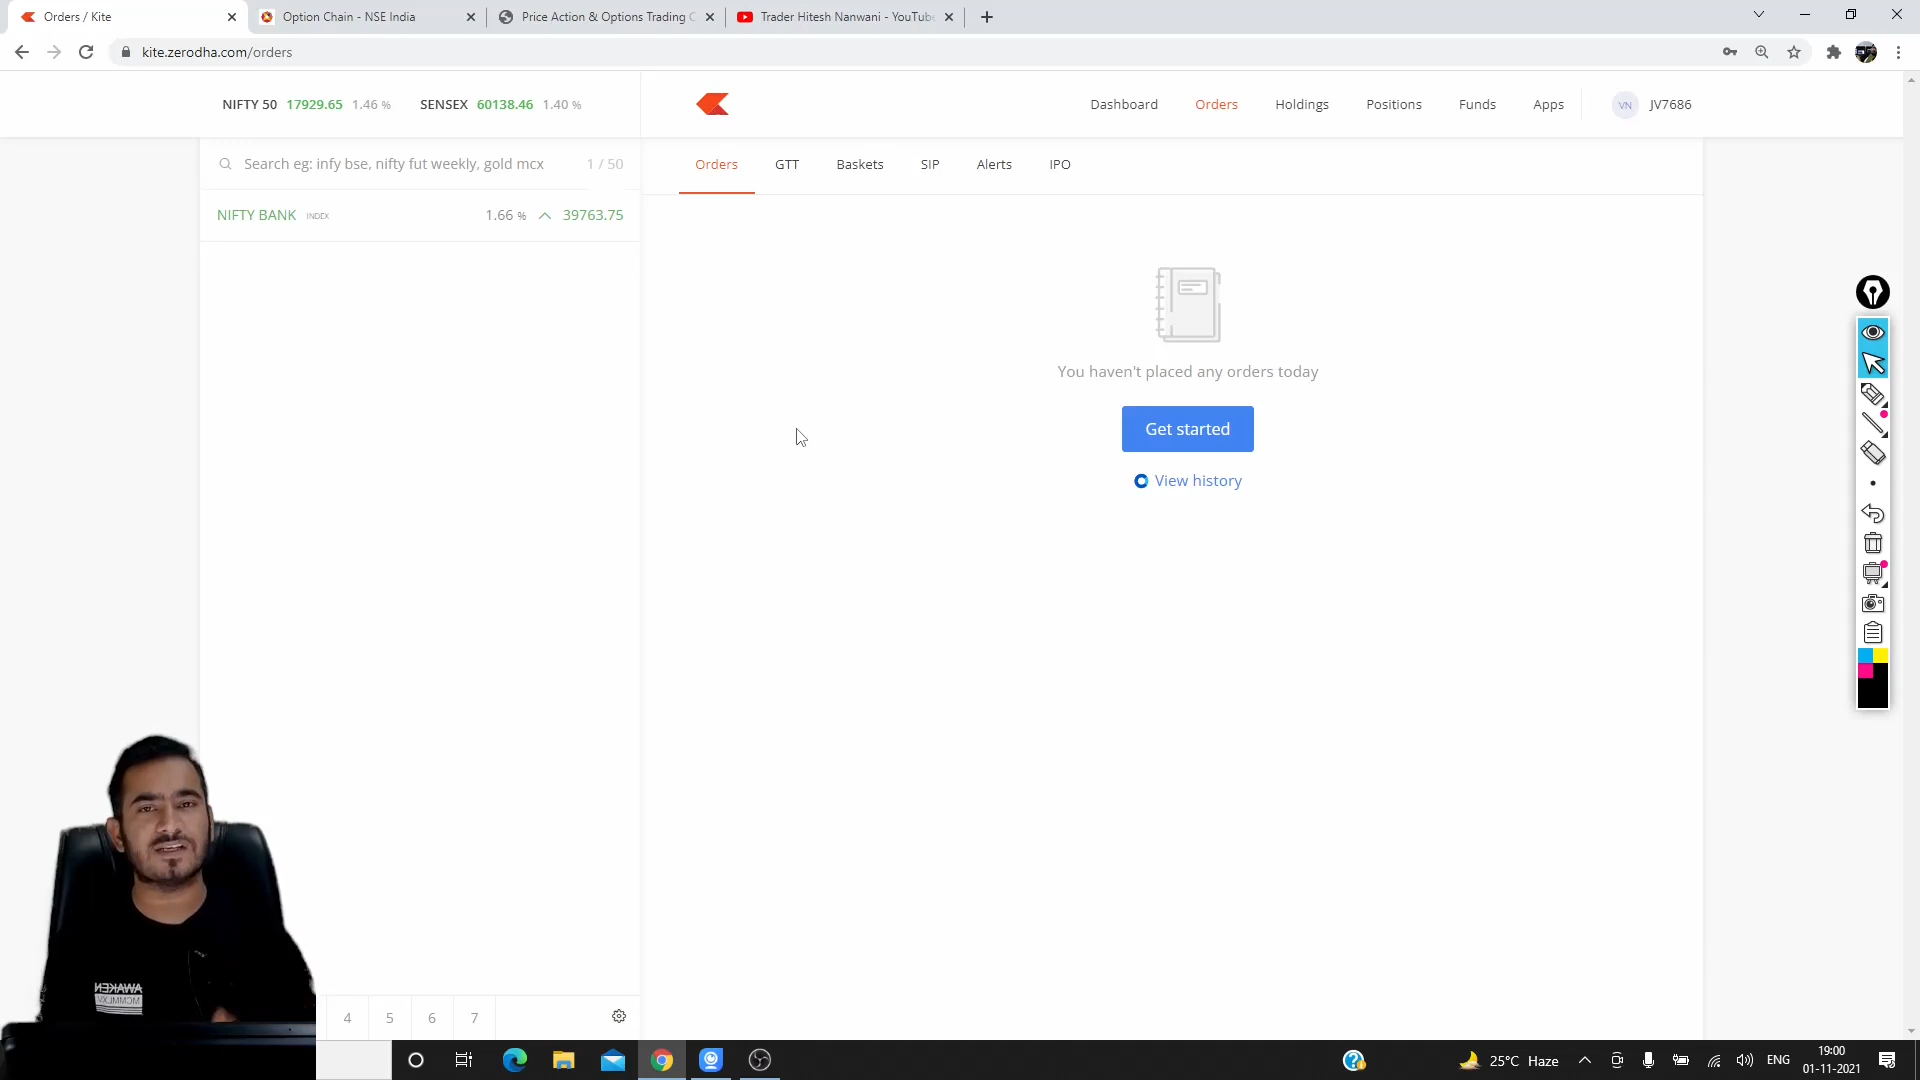 Orders / Kite
Option Chain - NSE India
Price Action & Options Trading C
Trader Hitesh Nanwani - YouTube
kite.zerodha.com/orders
NIFTY 50 17929.65 1.46 % SENSEX 60138.46 1.40 %
Dashboard Orders Holdings Positions Funds Apps VN JV7686
Search eg: infy bse, nifty fut weekly, gold mcx 1 / 50
Orders GTT Baskets SIP Alerts IPO
NIFTY BANK INDEX 1.66 % 39763.75
You haven't placed any orders today
Get started
View history
AWAKEN
MCMMLXV
4 5 6 7
25°C Haze
ENG
19:00
01-11-2021